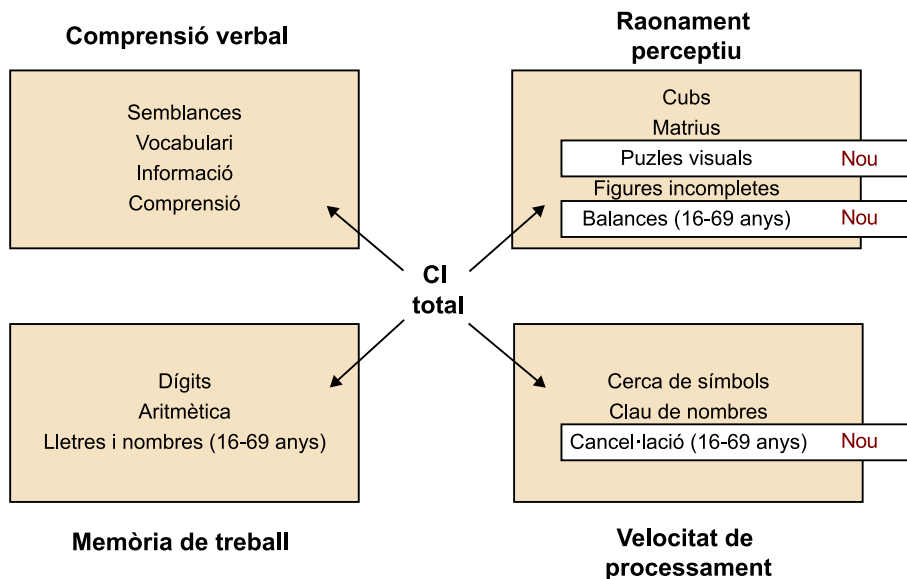 Comprensió verbal
Semblances
Vocabulari
Informació
Comprensió
Raonament
perceptiu
Cubs
Matrius
Puzles visuals Nou
Figures incompletes
Balances (16-69 anys) Nou
CI
total
Dígits
Aritmètica
Lletres i nombres (16-69 anys)
Memòria de treball
Cerca de símbols
Clau de nombres
Cancel·lació (16-69 anys) Nou
Velocitat de
processament